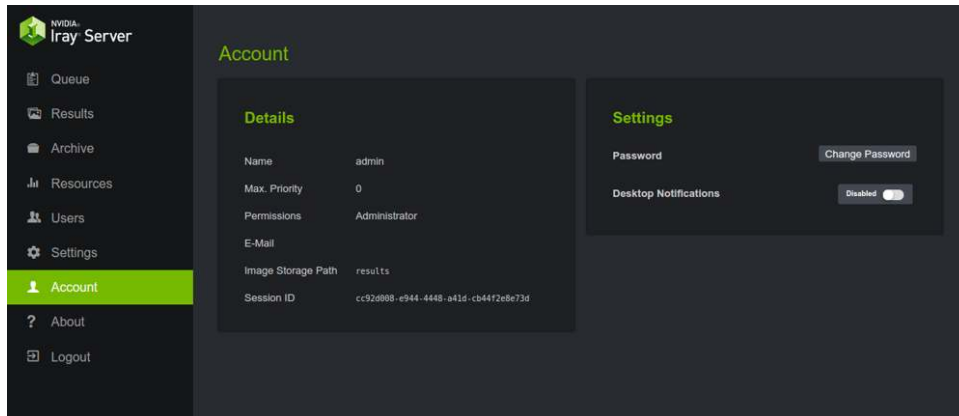 NVIDIA.
Iray Server
Queue
Results
Archive
Resources
Users
Settings
Account
? About
Logout
Account
Details
Name admin
Max. Priority 0
Permissions Administrator
E-Mail
Image Storage Path results
Session ID cc92d008-e944-4448-a41d-cb44f2e8e73d
Settings
Password Change Password
Desktop Notifications Disabled